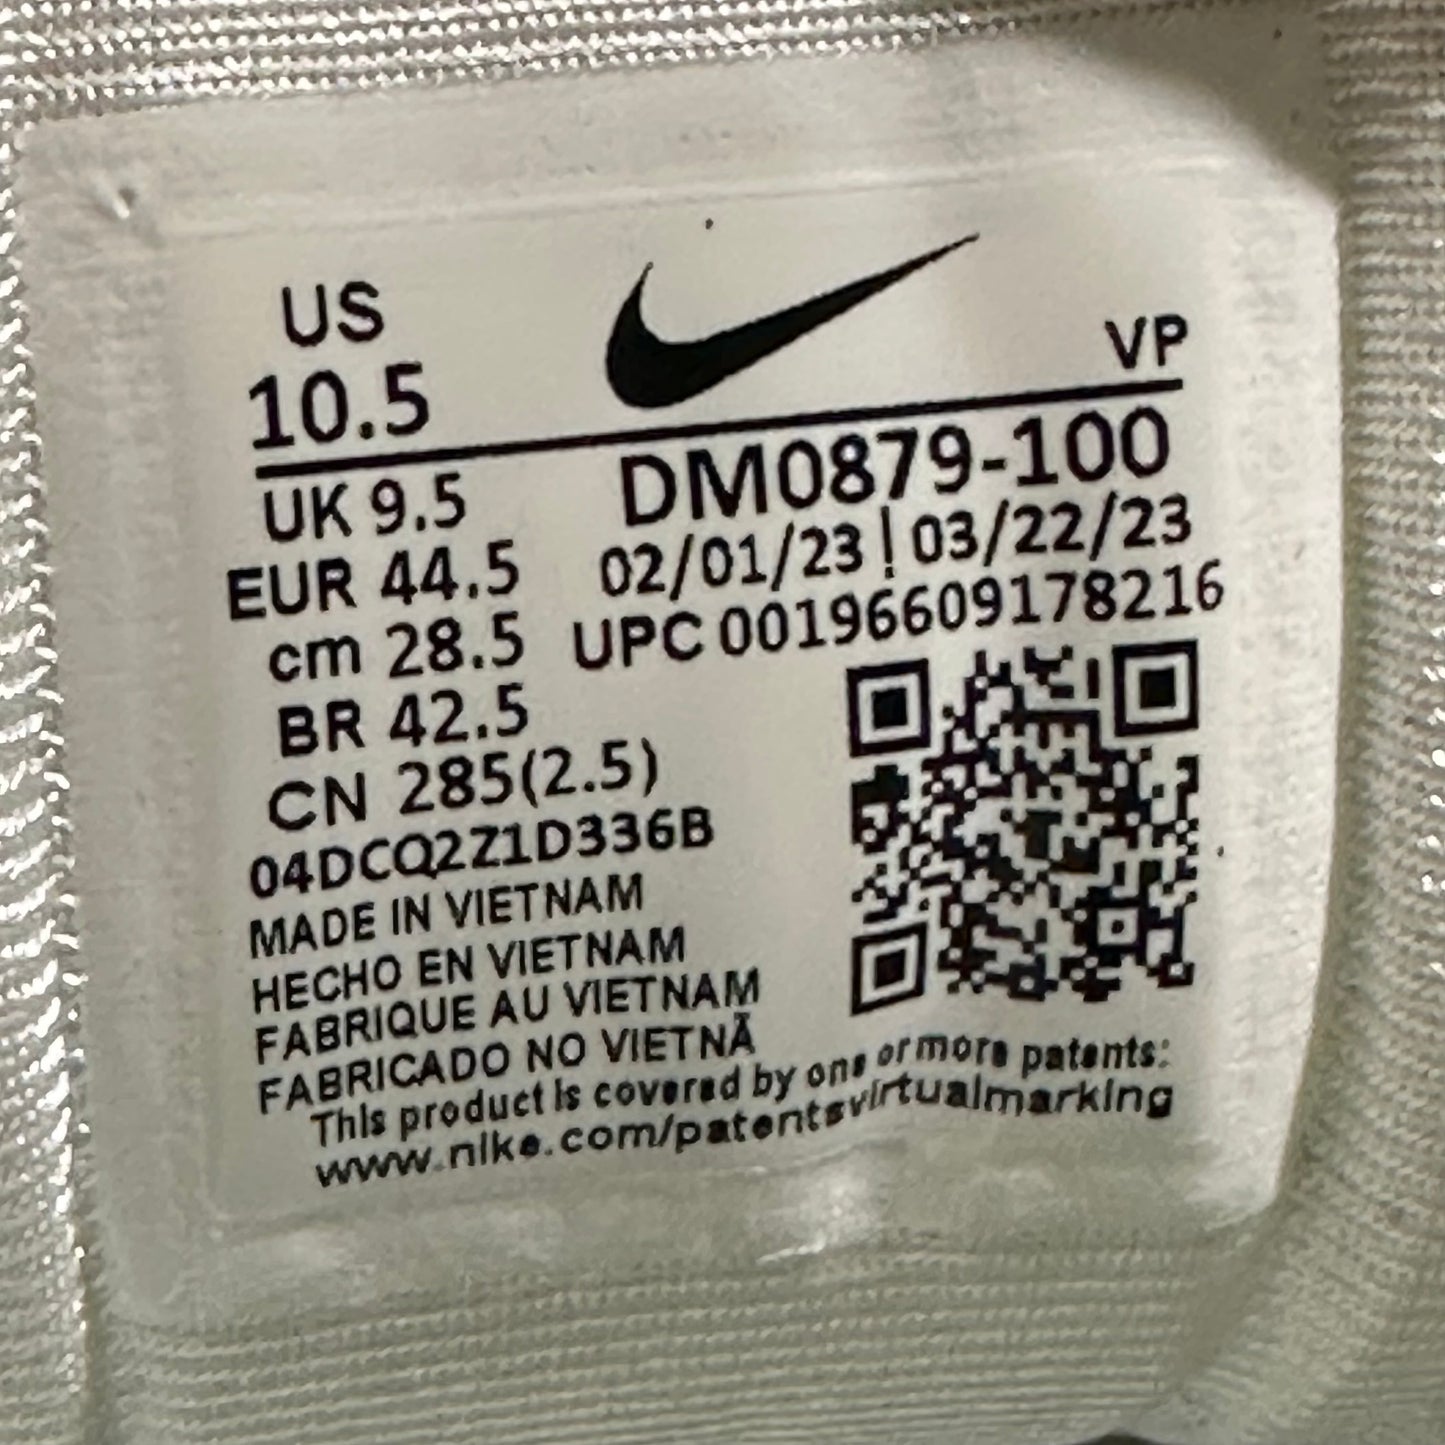 US
10.5
VP
UK 9.5
EUR 44.5
cm 28.5
BR 42.5
CN 285(2.5)
04DCQ2Z1D336B
DM0879-100
02/01/23 | 03/22/23
UPC 00196609178216
MADE IN VIETNAM
HECHO EN VIETNAM
FABRIQUE AU VIETNAM
FABRICADO NO VIETNÃ
This product is covered by one or more patents:
www.nike.com/patentsvirtualmarking